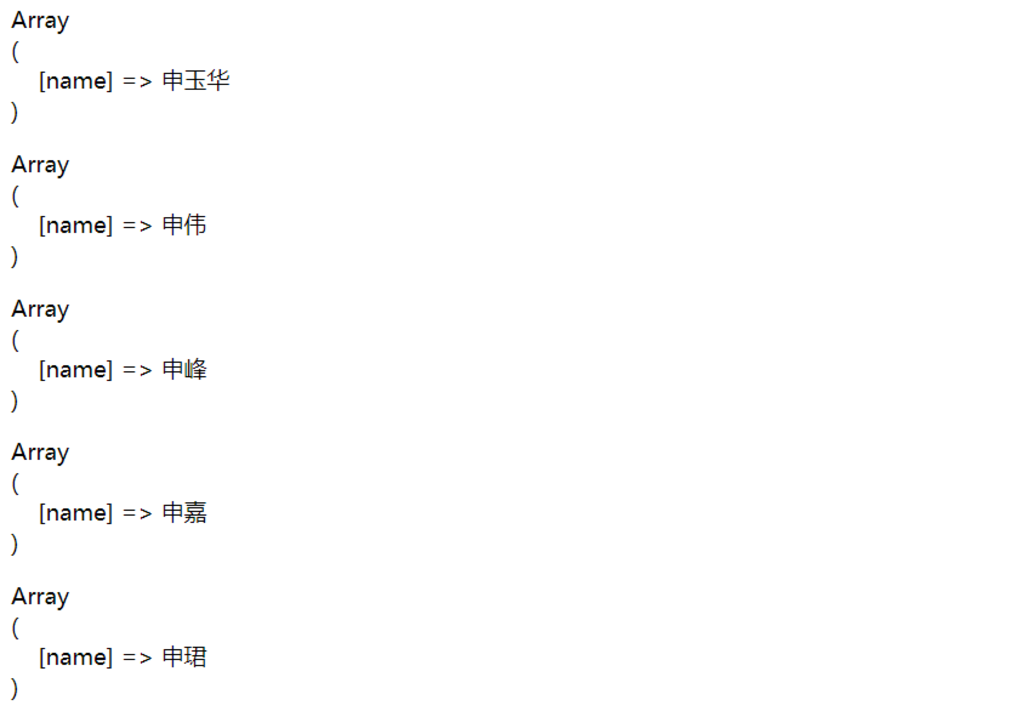 Array
(
    [name] => 申玉华
)
Array
(
    [name] => 申伟
)
Array
(
    [name] => 申峰
)
Array
(
    [name] => 申嘉
)
Array
(
    [name] => 申珺
)